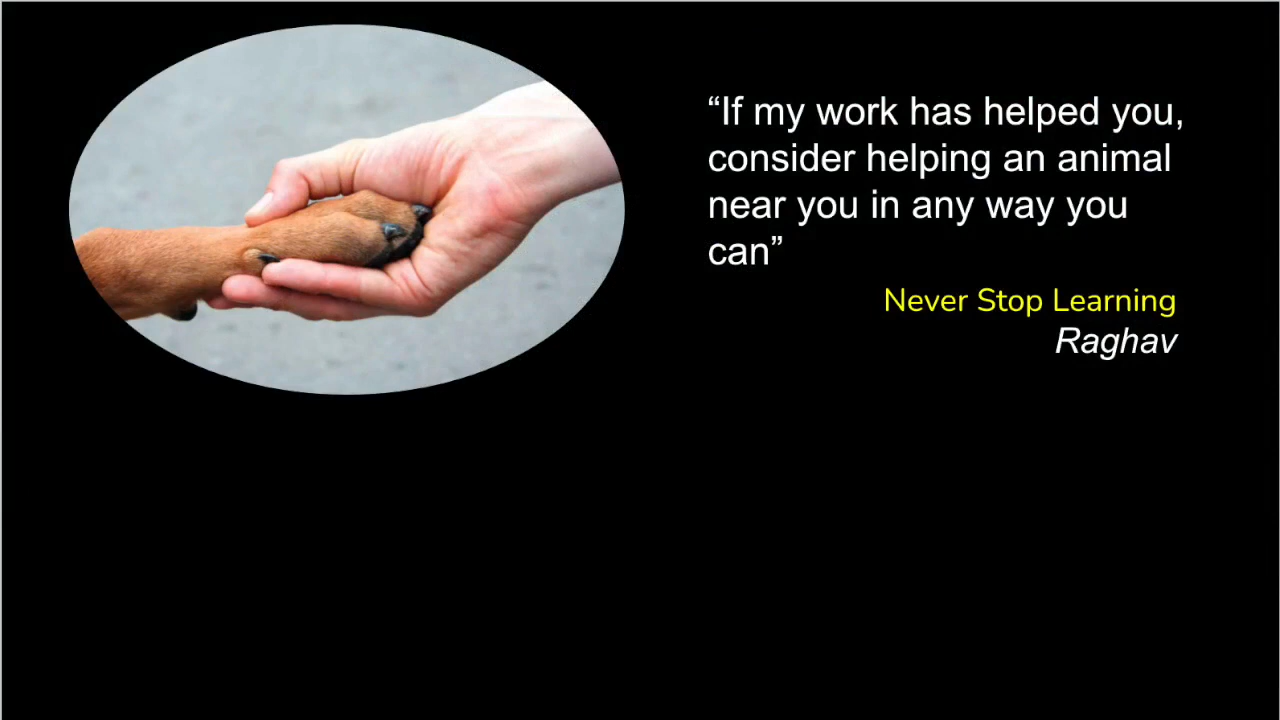 “If my work has helped you,
consider helping an animal
near you in any way you
can”
Never Stop Learning
Raghav